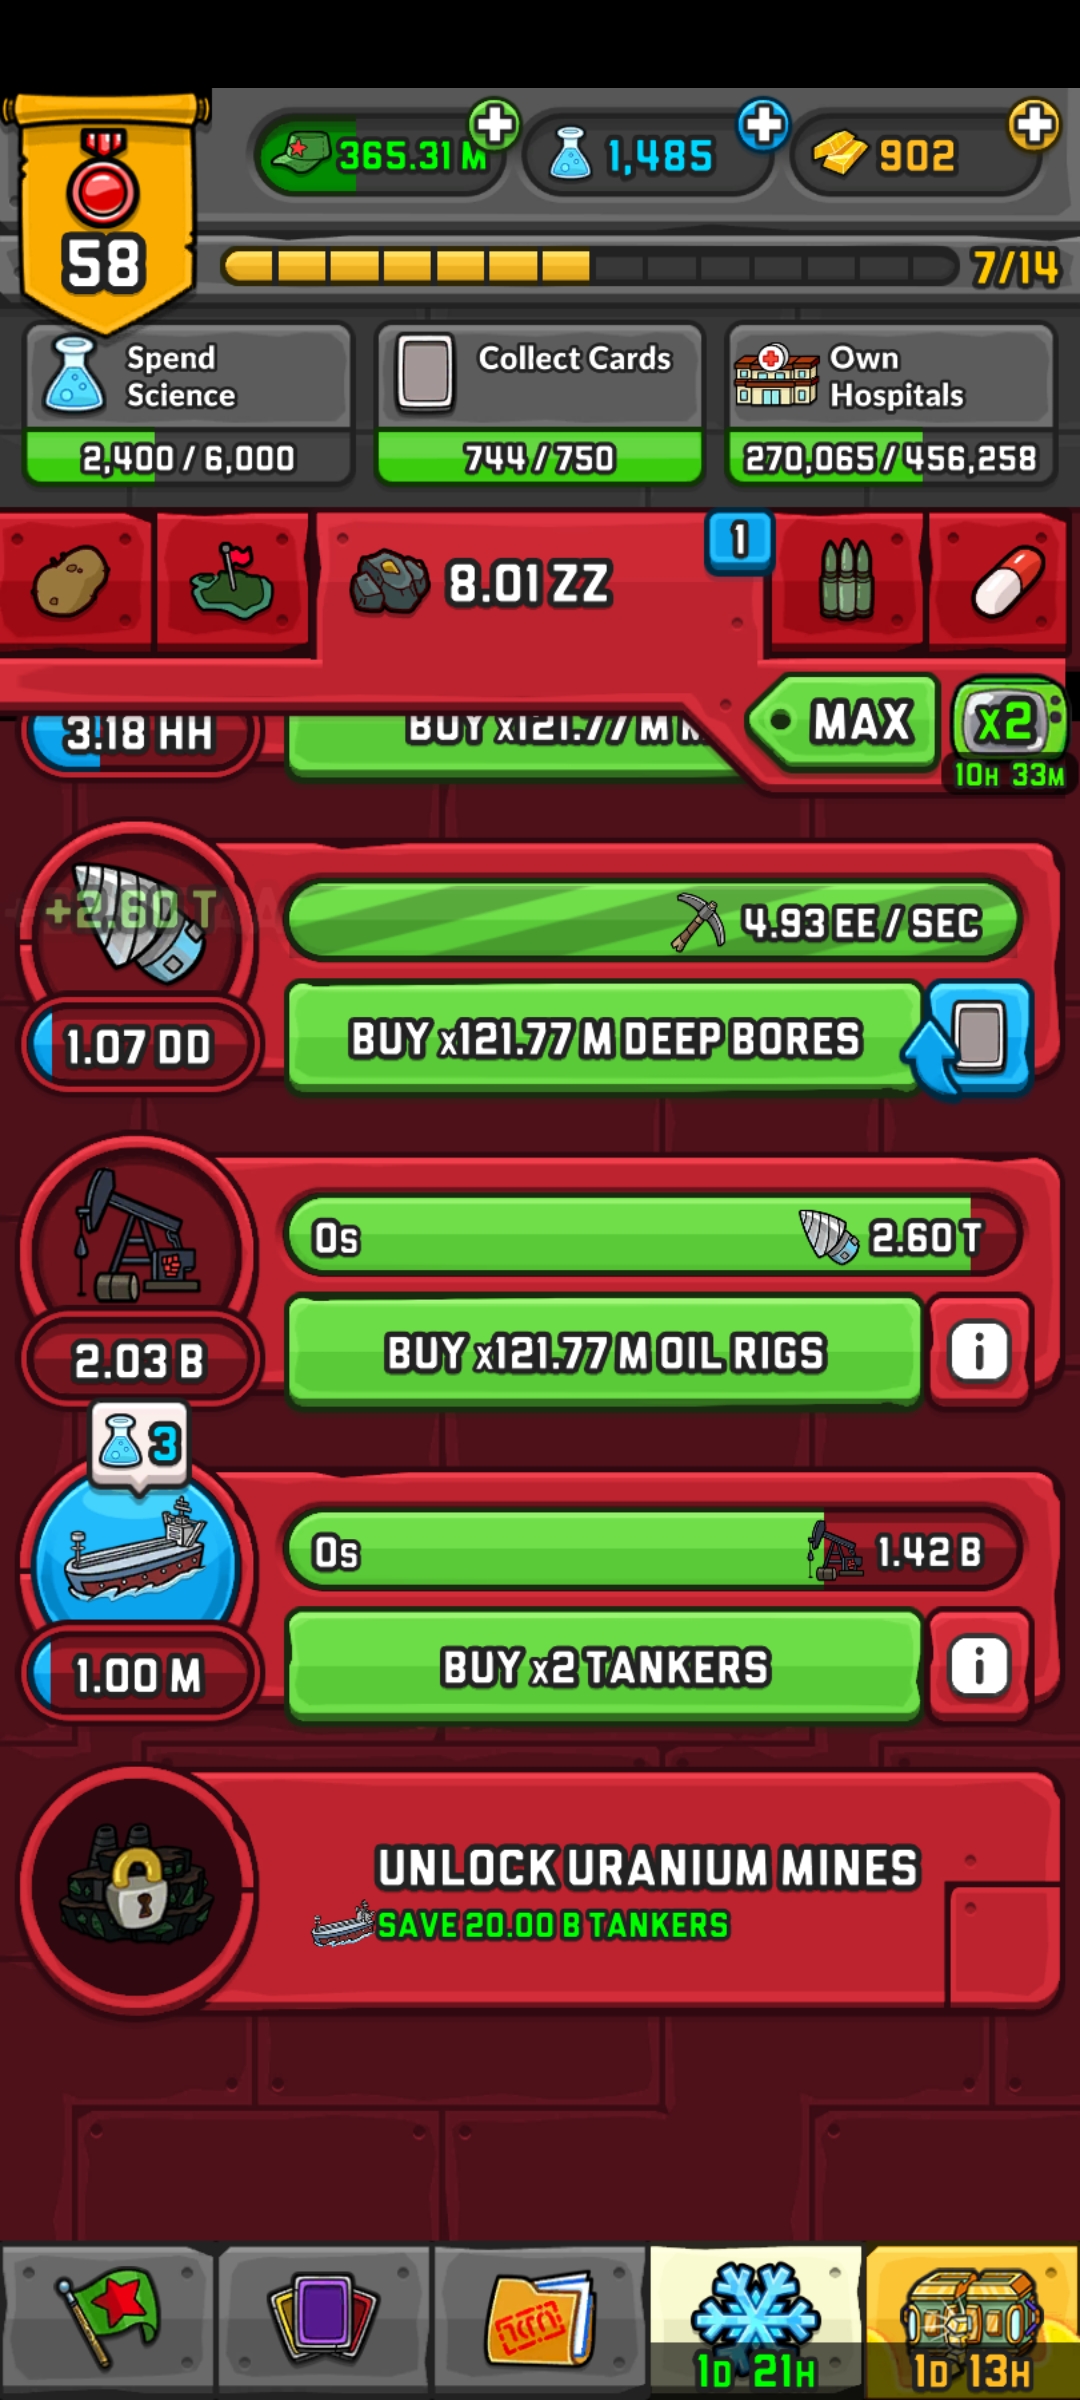 365.31 M
1,485
902
58
7/14
Spend
Science
2,400 / 6,000
Collect Cards
744 / 750
Own
Hospitals
270,065 / 456,258
8.01 ZZ
1
MAX
x2
10H 33M
3.18 HH
BUY x121.77 M
+2.60 T
4.93 EE / SEC
1.07 DD
BUY x121.77 M DEEP BORES
0s
2.60 T
2.03 B
BUY x121.77 M OIL RIGS
i
3
0s
1.42 B
1.00 M
BUY x2 TANKERS
i
UNLOCK URANIUM MINES
SAVE 20.00 B TANKERS
1D 21H
1D 13H